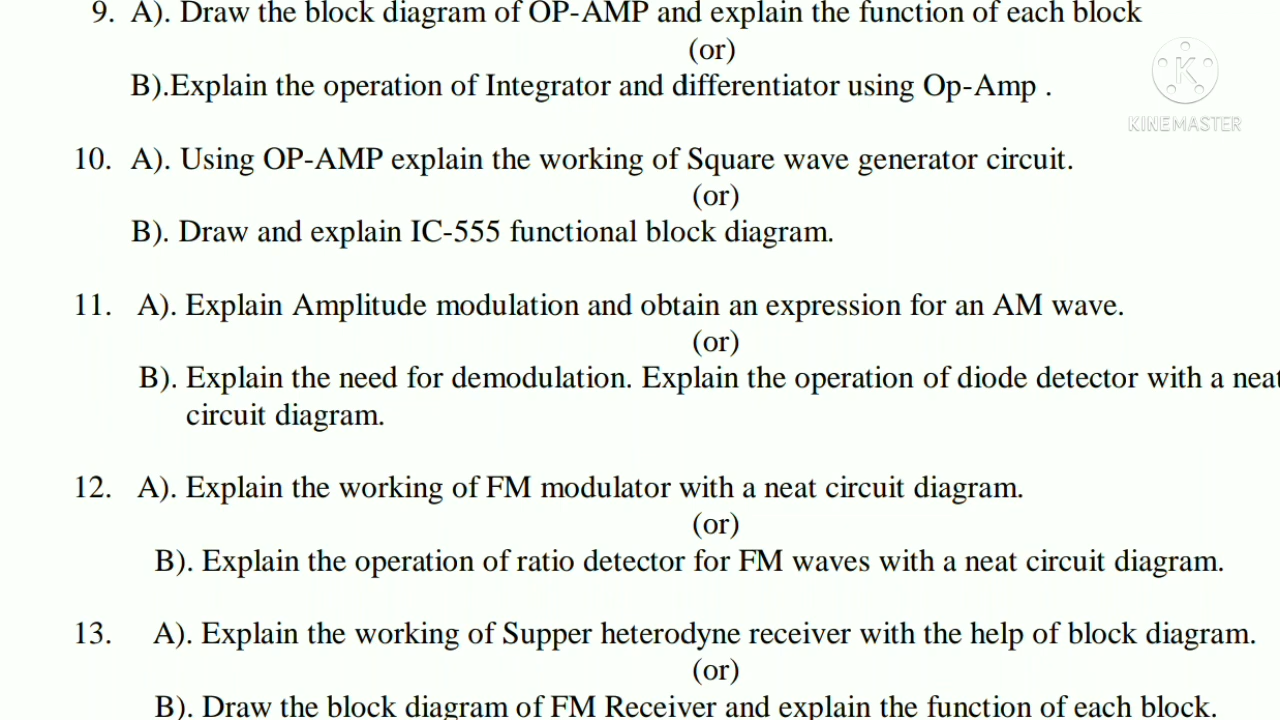 9. A). Draw the block diagram of OP-AMP and explain the function of each block
(or)
B).Explain the operation of Integrator and differentiator using Op-Amp .
KINEMASTER
10. A). Using OP-AMP explain the working of Square wave generator circuit.
(or)
B). Draw and explain IC-555 functional block diagram.
11. A). Explain Amplitude modulation and obtain an expression for an AM wave.
(or)
B). Explain the need for demodulation. Explain the operation of diode detector with a neat
circuit diagram.
12. A). Explain the working of FM modulator with a neat circuit diagram.
(or)
B). Explain the operation of ratio detector for FM waves with a neat circuit diagram.
13. A). Explain the working of Supper heterodyne receiver with the help of block diagram.
(or)
B). Draw the block diagram of FM Receiver and explain the function of each block.